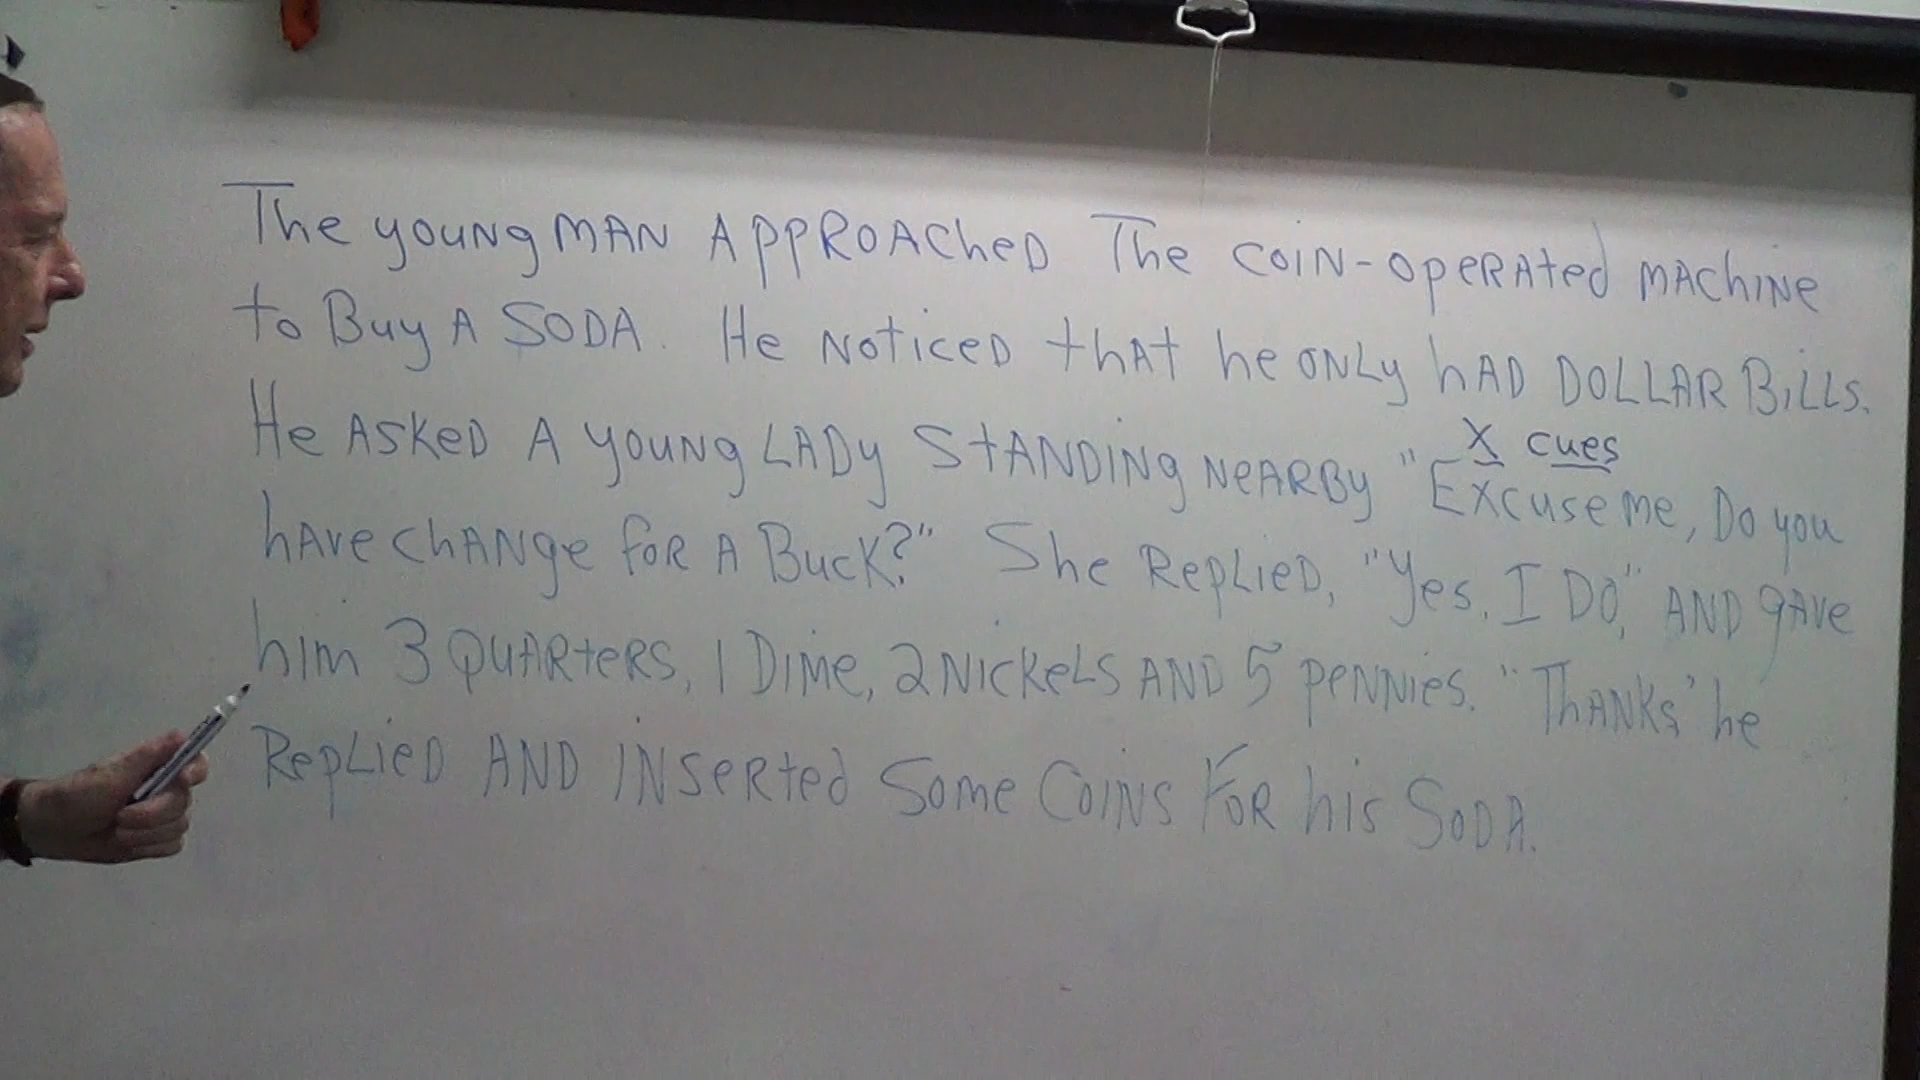 The young MAN APPROACheD The COIN-OpeRAted MAChiNe
to Buy A SODA. He NOticeD thAt he ONLy hAD DOLLAR BiLLS.
X cues
He ASKeD A young LADy StANDiNg NeARBy "Excuse me, Do you
hAve ChANge foR A BucK?" She RepLieD, "Yes, I DO," AND gAve
him 3 QuARteRS, 1 Dime, 2 NicKeLS AND 5 peNNies. "ThANKs' he
RepLieD AND iNSeRted Some CoiNS FoR his SoDA.